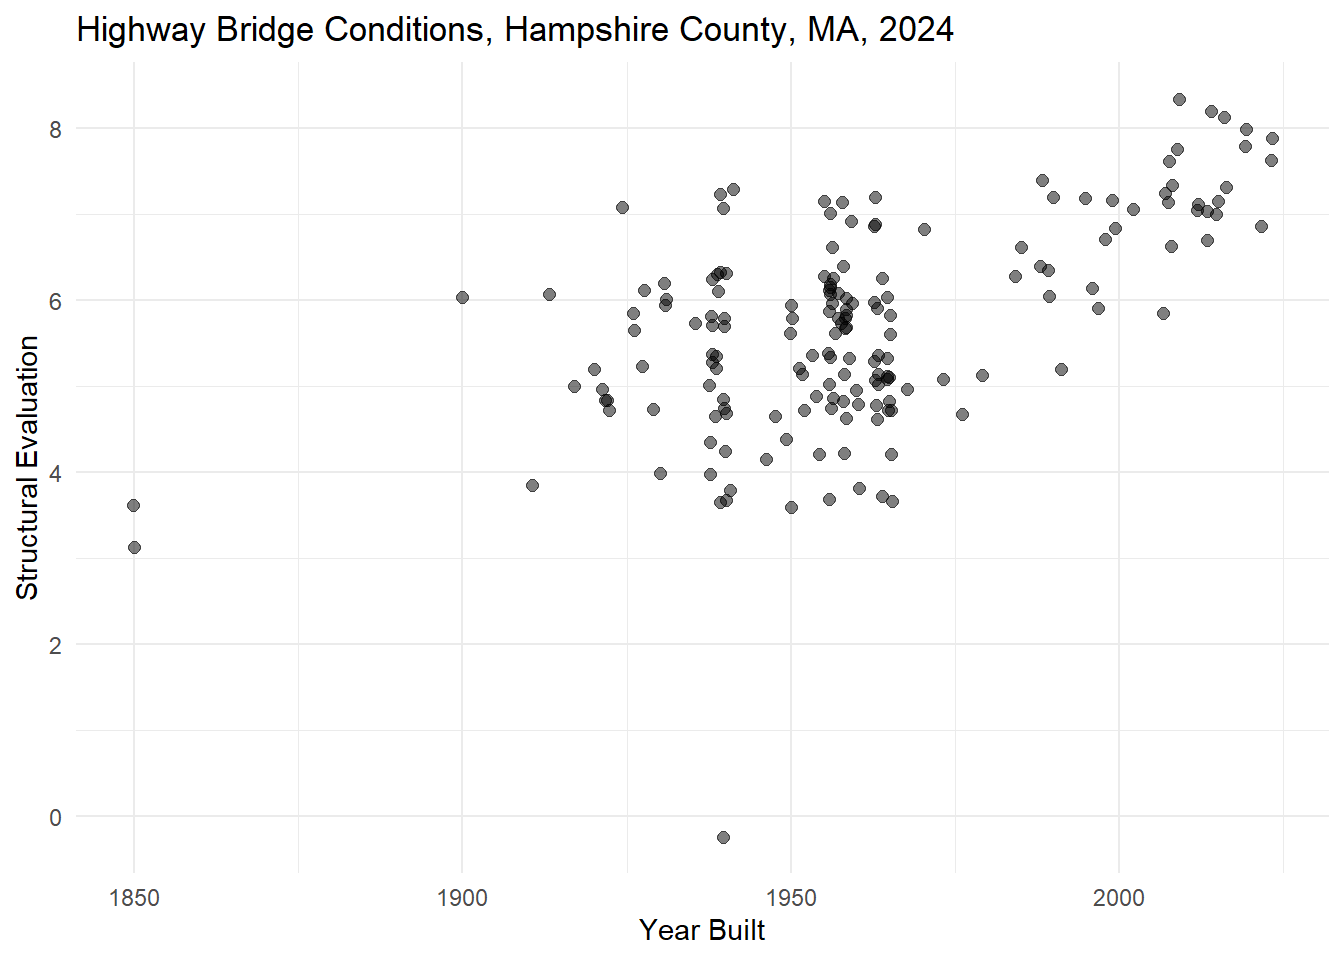 Highway Bridge Conditions, Hampshire County, MA, 2024
Structural Evaluation
8
6
4
2
0
1850 1900 1950 2000
Year Built